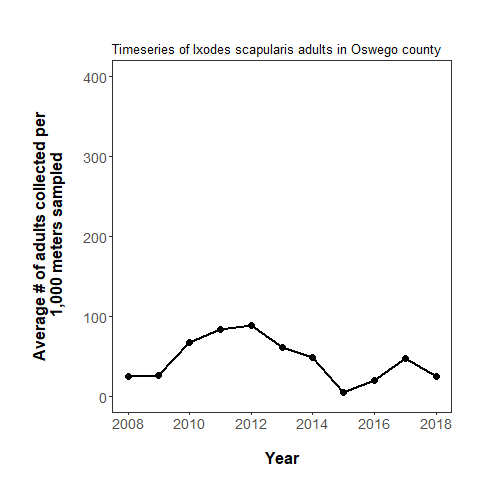 Timeseries of Ixodes scapularis adults in Oswego county
Average # of adults collected per
1,000 meters sampled
400
300
200
100
0
2008 2010 2012 2014 2016 2018
Year